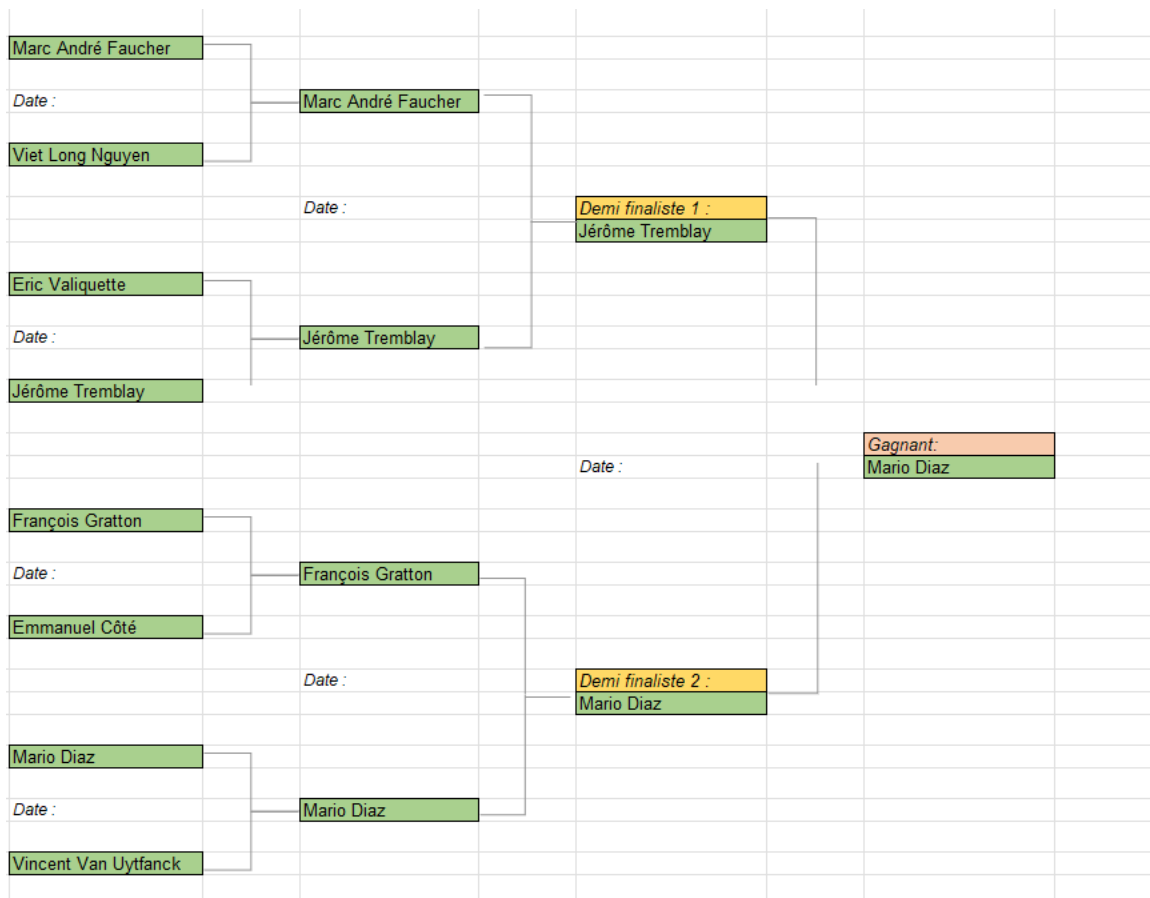 Marc André Faucher
Date :
Marc André Faucher
Viet Long Nguyen
Date :
Demi finaliste 1 :
Jérôme Tremblay
Eric Valiquette
Date :
Jérôme Tremblay
Jérôme Tremblay
Gagnant:
Date :
Mario Diaz
François Gratton
Date :
François Gratton
Emmanuel Côté
Date :
Demi finaliste 2 :
Mario Diaz
Mario Diaz
Date :
Mario Diaz
Vincent Van Uytfanck